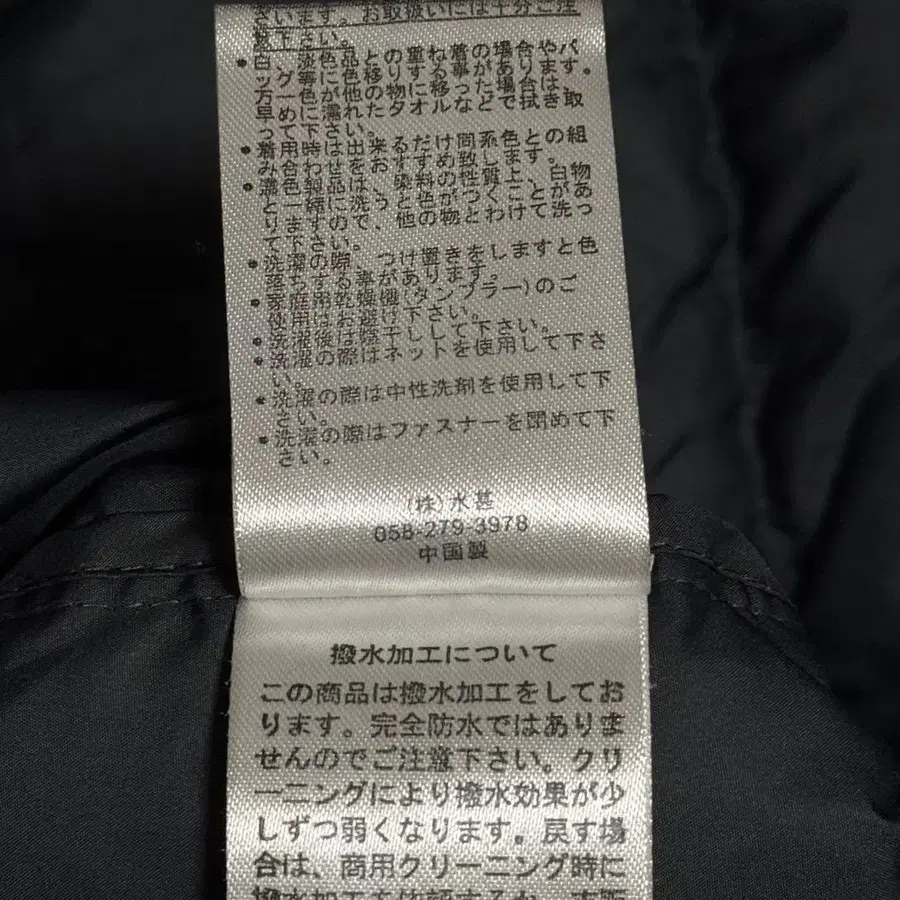 ざいます。お取扱いには十分ご注
意下さい。
•白、淡色品との重ね着の場合やバ
ッグ等に色移りする事があります。
万一色が他の物に移った場合は、
早めに濡れたタオルなどで拭き取
って下さい。
•着用時は出来るだけ同系色との組
み合わせをおすすめ致します。
•濃色製品は、染料の性質上、白物
と一緒に洗うと色がつくことがあ
りますので、他の物とわけて洗っ
て下さい。
•洗濯の際、つけ置きをしますと色
落ちする事があります。
•家庭用乾燥機(タンブラー)のご
使用はお避け下さい。
•洗濯後は陰干しして下さい。
•洗濯の際はネットを使用して下さ
い。
•洗濯の際は中性洗剤を使用して下
さい。
•洗濯の際はファスナーを閉めて下
さい。
(株)水甚
058-279-3978
中国製
撥水加工について
この商品は撥水加工をしてお
ります。完全防水ではありま
せんのでご注意下さい。クリ
ーニングにより撥水効果が少
しずつ弱くなります。戻す場
合は、商用クリーニング時に
撥水加工を依頼するか、市販